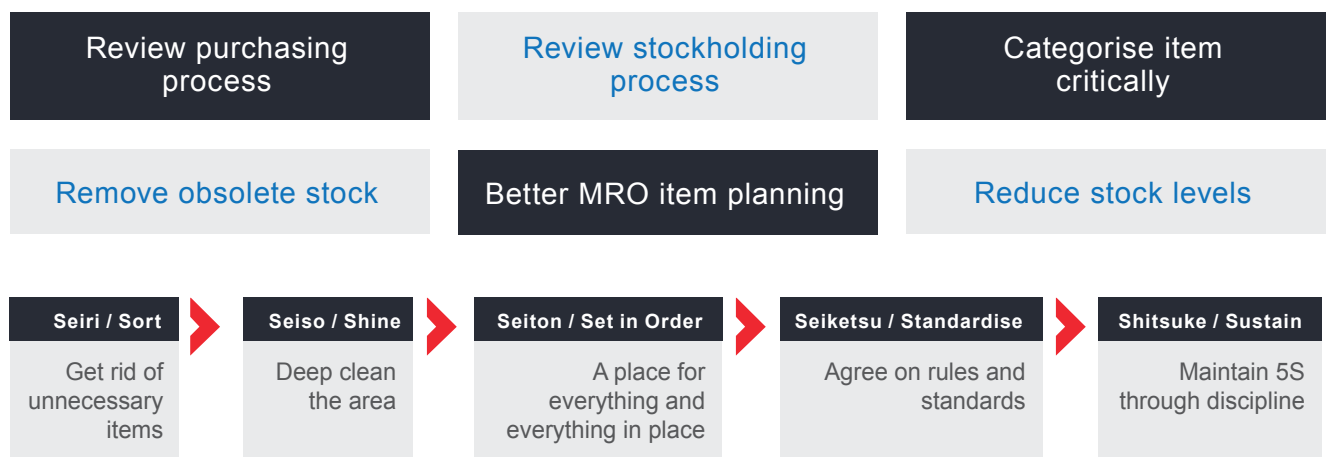 Review purchasing
process
Review stockholding
process
Categorise item
critically
Remove obsolete stock
Better MRO item planning
Reduce stock levels
Seiri / Sort
Get rid of
unnecessary
items
Seiso / Shine
Deep clean
the area
Seiton / Set in Order
A place for
everything and
everything in place
Seiketsu / Standardise
Agree on rules and
standards
Shitsuke / Sustain
Maintain 5S
through discipline